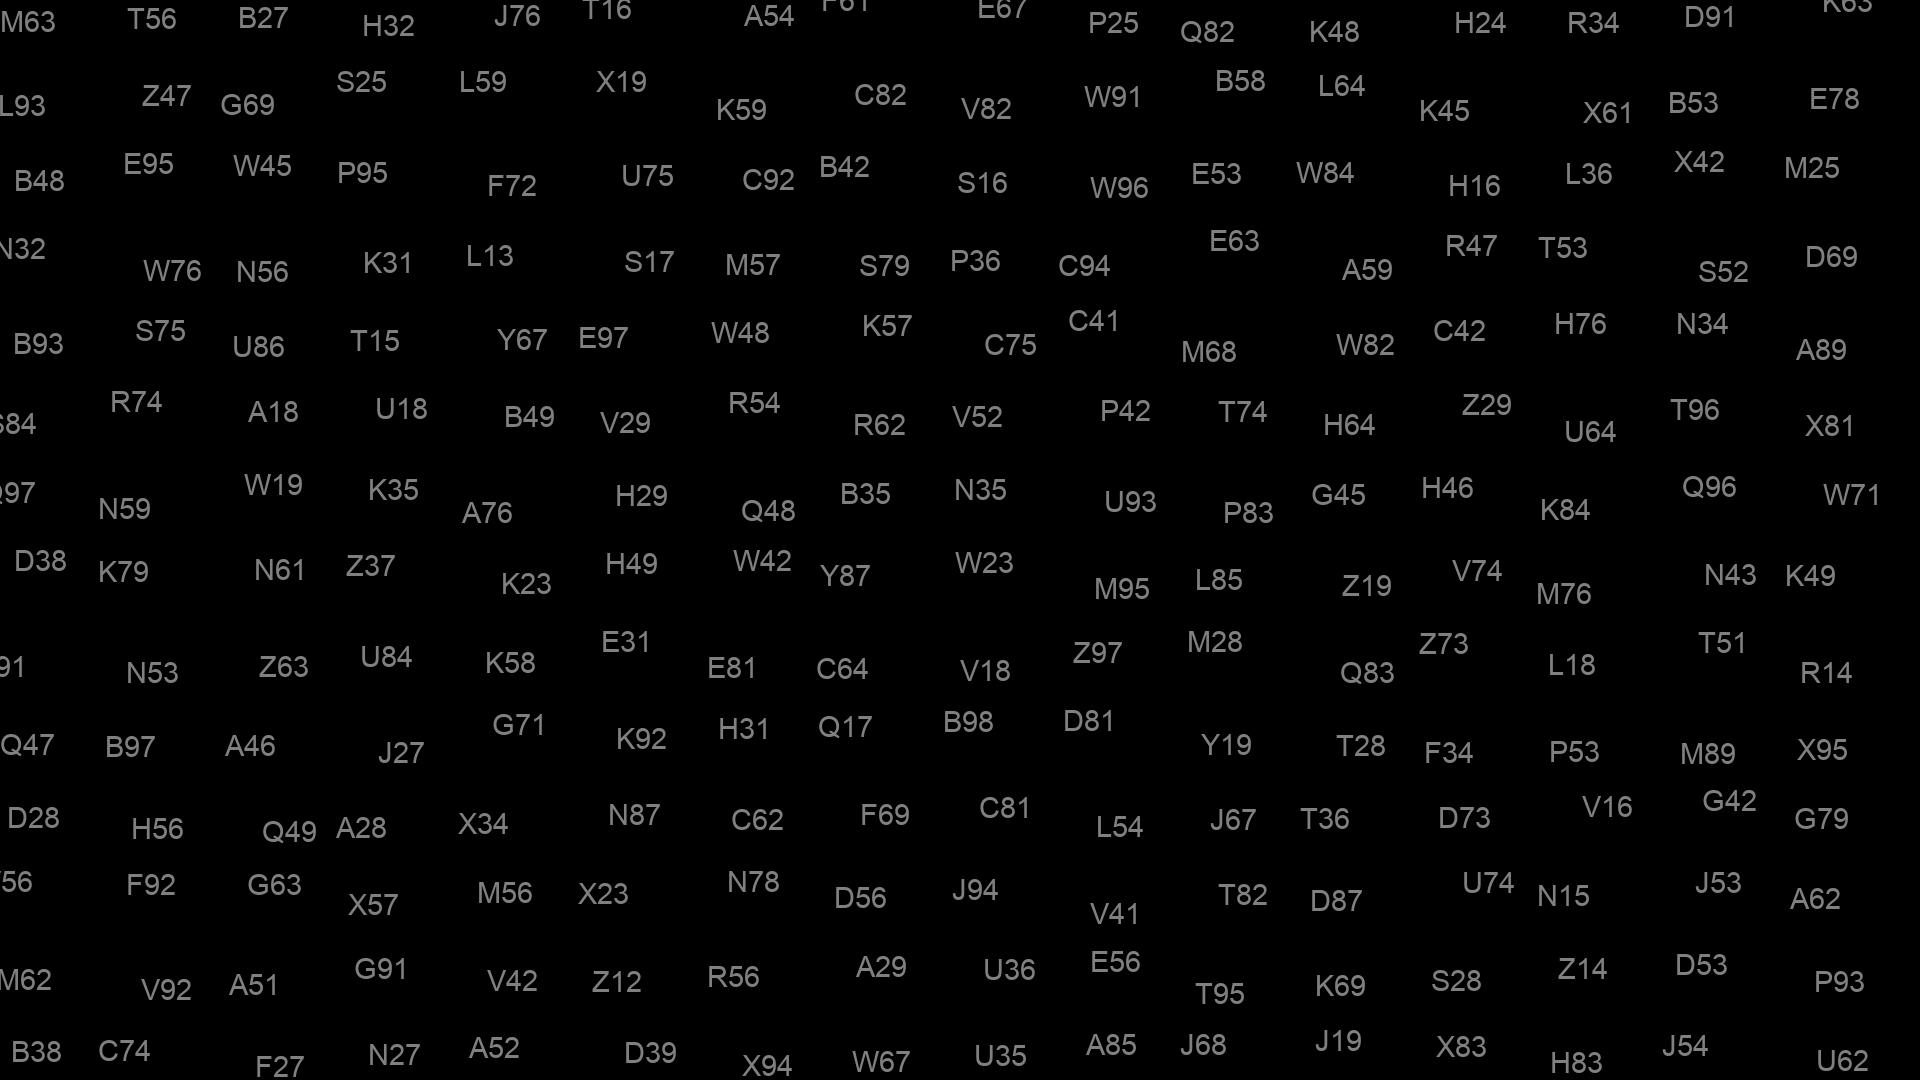 M63 T56 B27 H32 J76 T16 A54 F61 E67 P25 Q82 K48 H24 R34 D91 K63
L93 Z47 G69 S25 L59 X19 K59 C82 V82 W91 B58 L64 K45 X61 B53 E78
B48 E95 W45 P95 F72 U75 C92 B42 S16 W96 E53 W84 H16 L36 X42 M25
N32 W76 N56 K31 L13 S17 M57 S79 P36 C94 E63 A59 R47 T53 S52 D69
B93 S75 U86 T15 Y67 E97 W48 K57 C75 C41 M68 W82 C42 H76 N34 A89
S84 R74 A18 U18 B49 V29 R54 R62 V52 P42 T74 H64 Z29 U64 T96 X81
Q97 N59 W19 K35 A76 H29 Q48 B35 N35 U93 P83 G45 H46 K84 Q96 W71
D38 K79 N61 Z37 K23 H49 W42 Y87 W23 M95 L85 Z19 V74 M76 N43 K49
91 N53 Z63 U84 K58 E31 E81 C64 V18 Z97 M28 Q83 Z73 L18 T51 R14
Q47 B97 A46 J27 G71 K92 H31 Q17 B98 D81 Y19 T28 F34 P53 M89 X95
D28 H56 Q49 A28 X34 N87 C62 F69 C81 L54 J67 T36 D73 V16 G42 G79
56 F92 G63 X57 M56 X23 N78 D56 J94 V41 T82 D87 U74 N15 J53 A62
M62 V92 A51 G91 V42 Z12 R56 A29 U36 E56 T95 K69 S28 Z14 D53 P93
B38 C74 F27 N27 A52 D39 X94 W67 U35 A85 J68 J19 X83 H83 J54 U62